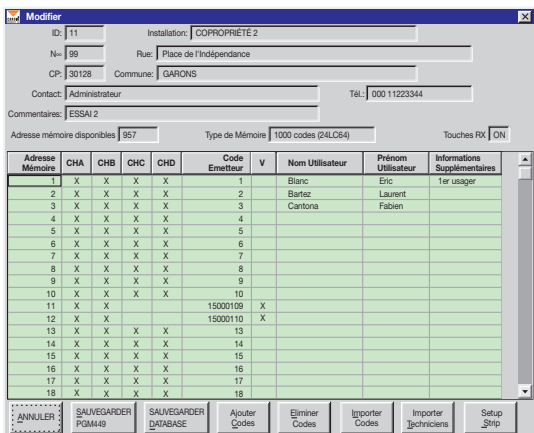 Modifier
ID: 11 Installation: COPROPRIÉTÉ 2
N∞ 99 Rue: Place de l'Indépendance
CP: 30128 Commune: GARONS
Contact: Administrateur Tél.: 000 11223344
Commentaires: ESSAI 2
Adresse mémoire disponibles 957 Type de Mémoire 1000 codes (24LC64) Touches RX ON
Adresse Mémoire CHA CHB CHC CHD Code Emetteur V Nom Utilisateur Prénom Utilisateur Informations Supplémentaires
1 X X X X 1 Blanc Eric 1er usager
2 X X X X 2 Bartez Laurent
3 X X X X 3 Cantona Fabien
4 X X X X 4
5 X X X X 5
6 X X X X 6
7 X X X X 7
8 X X X X 8
9 X X X X 9
10 X X X X 10
11 X X 15000109 X
12 X X 15000110 X
13 X X X X 13
14 X X X X 14
15 X X X X 15
16 X X X X 16
17 X X X X 17
18 X X X X 18
ANNULER SAUVEGARDER PGM449 SAUVEGARDER DATABASE Ajouter Codes Eliminer Codes Importer Codes Importer Techniciens Setup Strip